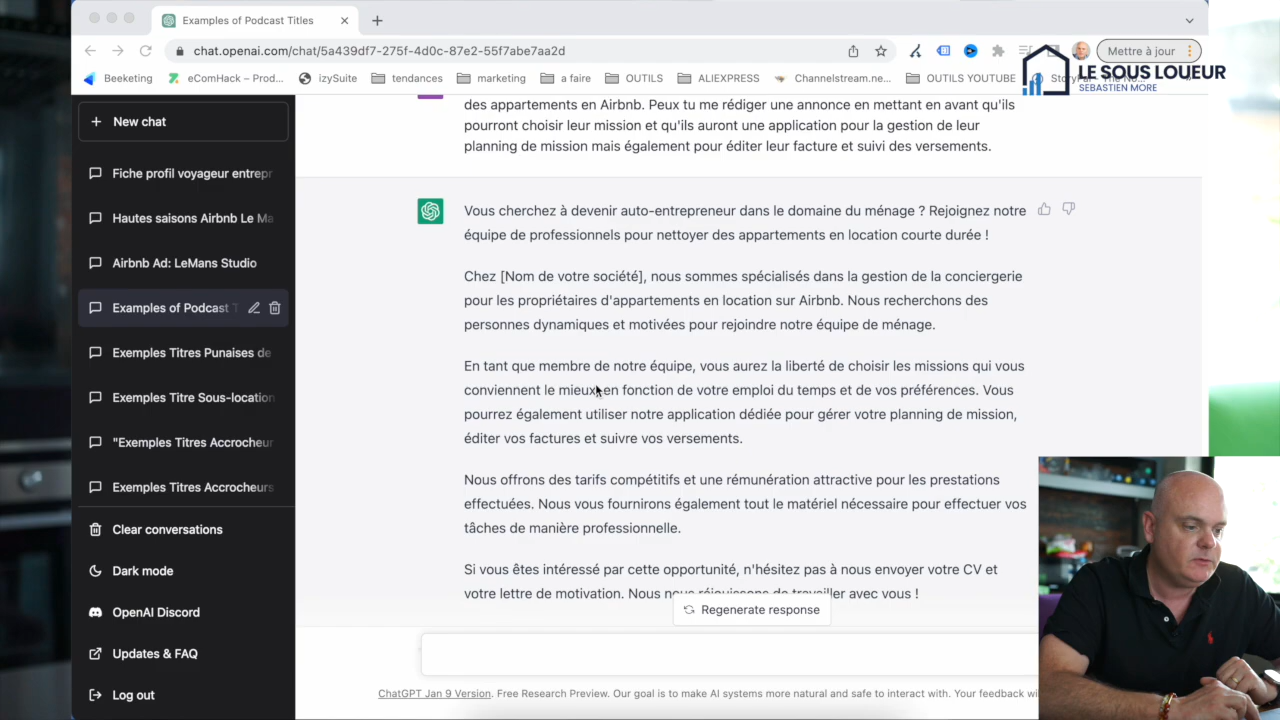 Examples of Podcast Titles
chat.openai.com/chat/5a439df7-275f-4d0c-87e2-55f7abe7aa2d
Mettre à jour
Beeketing
eComHack – Prod...
izySuite
tendances
marketing
a faire
OUTILS
ALIEXPRESS
Channelstream.ne...
OUTILS YOUTUBE
LE SOUS LOUEUR
SEBASTIEN MORE
New chat
Fiche profil voyageur entrepr
Hautes saisons Airbnb Le Ma
Airbnb Ad: LeMans Studio
Examples of Podcast T
Exemples Titres Punaises de
Exemples Titre Sous-location
"Exemples Titres Accrocheur
Exemples Titres Accrocheurs
Clear conversations
Dark mode
OpenAI Discord
Updates & FAQ
Log out
des appartements en Airbnb. Peux tu me rédiger une annonce en mettant en avant qu'ils
pourront choisir leur mission et qu'ils auront une application pour la gestion de leur
planning de mission mais également pour éditer leur facture et suivi des versements.
Vous cherchez à devenir auto-entrepreneur dans le domaine du ménage ? Rejoignez notre
équipe de professionnels pour nettoyer des appartements en location courte durée !
Chez [Nom de votre société], nous sommes spécialisés dans la gestion de la conciergerie
pour les propriétaires d'appartements en location sur Airbnb. Nous recherchons des
personnes dynamiques et motivées pour rejoindre notre équipe de ménage.
En tant que membre de notre équipe, vous aurez la liberté de choisir les missions qui vous
conviennent le mieux en fonction de votre emploi du temps et de vos préférences. Vous
pourrez également utiliser notre application dédiée pour gérer votre planning de mission,
éditer vos factures et suivre vos versements.
Nous offrons des tarifs compétitifs et une rémunération attractive pour les prestations
effectuées. Nous vous fournirons également tout le matériel nécessaire pour effectuer vos
tâches de manière professionnelle.
Si vous êtes intéressé par cette opportunité, n'hésitez pas à nous envoyer votre CV et
votre lettre de motivation. Nous nous réjouissons de travailler avec vous !
Regenerate response
ChatGPT Jan 9 Version. Free Research Preview. Our goal is to make AI systems more natural and safe to interact with. Your feedback wi